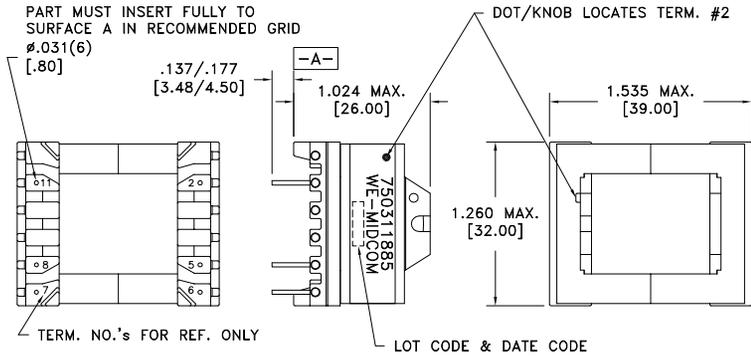 PART MUST INSERT FULLY TO
SURFACE A IN RECOMMENDED GRID
ø.031(6)
[.80]
.137/.177
[3.48/4.50]
-A-
1.024 MAX.
[26.00]
DOT/KNOB LOCATES TERM. #2
1.535 MAX.
[39.00]
11
2
8
5
7
6
750311885
WE-MIDCOM
1.260 MAX.
[32.00]
TERM. NO.'s FOR REF. ONLY
LOT CODE & DATE CODE